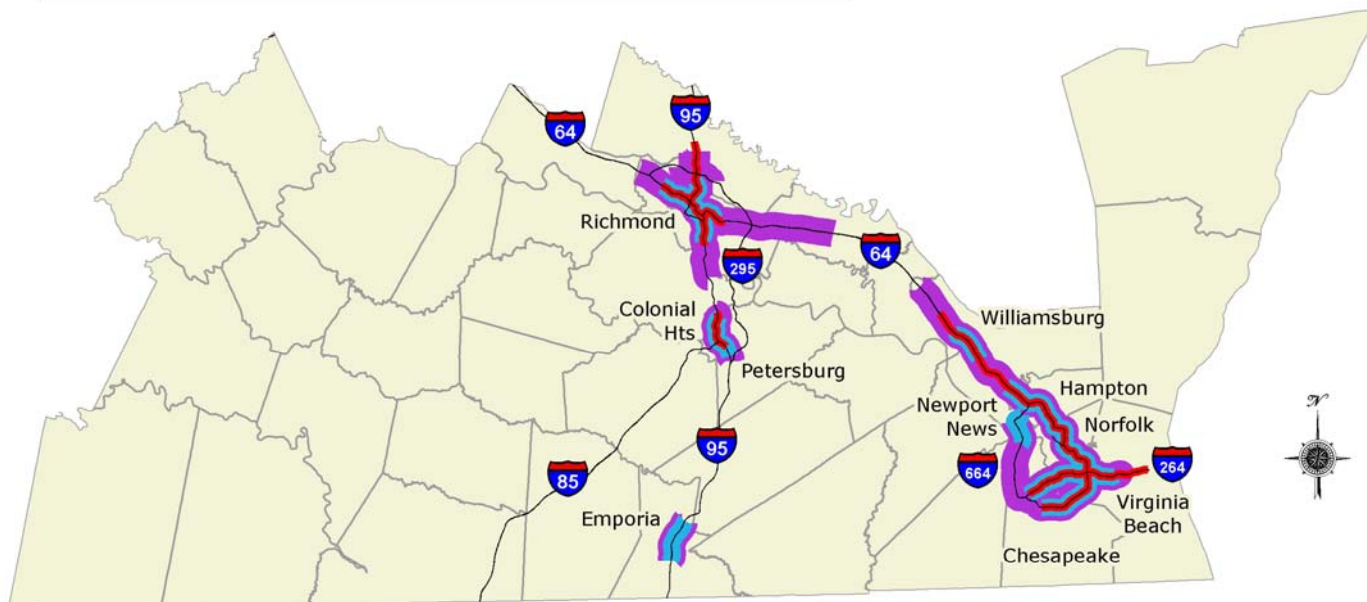 95
64
Richmond
64
295
Colonial
Hts
Williamsburg
Petersburg
Hampton
Newport
News
Norfolk
N
95
85
664
264
Emporia
Virginia
Beach
Chesapeake